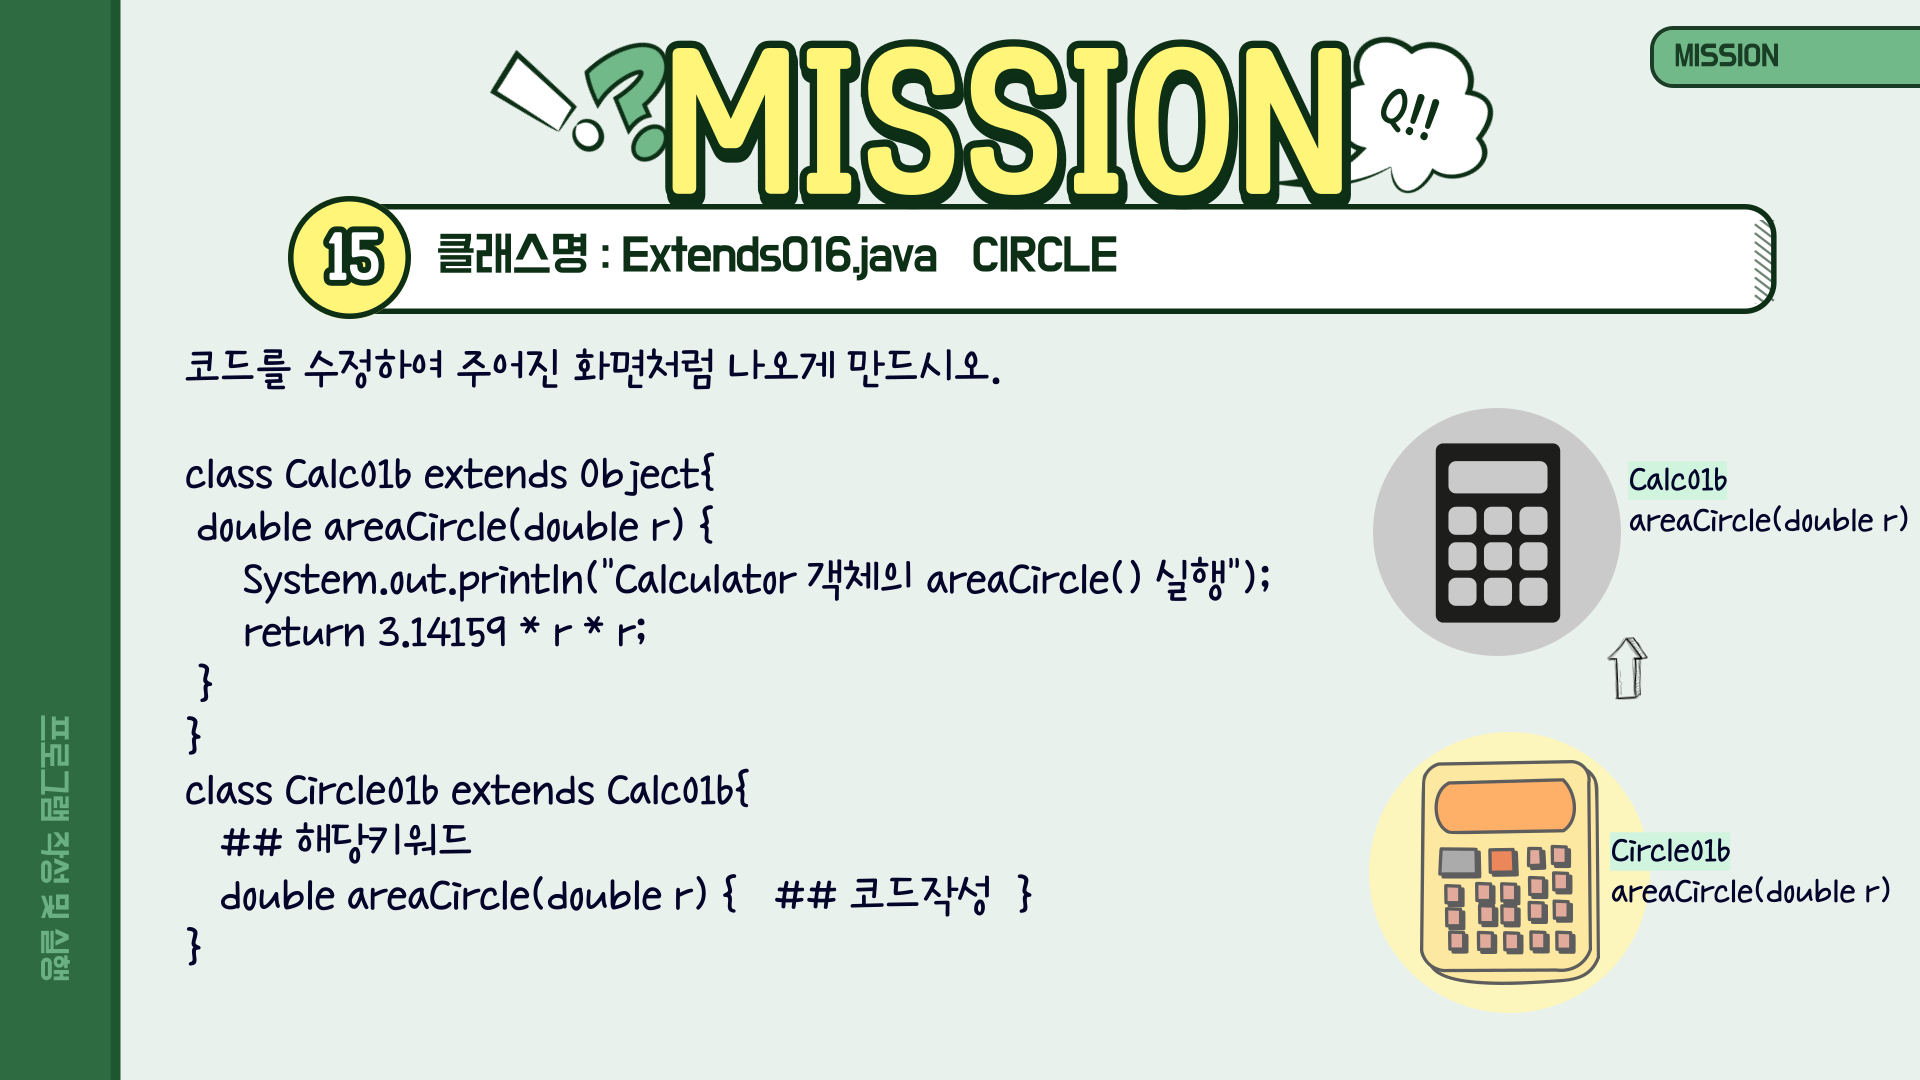 MISSION
MISSION
Q!!
15
클래스명 : Extends016.java CIRCLE
코드를 수정하여 주어진 화면처럼 나오게 만드시오.
class Calc01b extends Object{
double areaCircle(double r) {
System.out.println("Calculator 객체의 areaCircle() 실행");
return 3.14159 * r * r;
}
}
class Circle01b extends Calc01b{
## 해당키워드
double areaCircle(double r) { ## 코드작성 }
}
Calc01b
areaCircle(double r)
Circle01b
areaCircle(double r)
프로그램 작성 및 실행